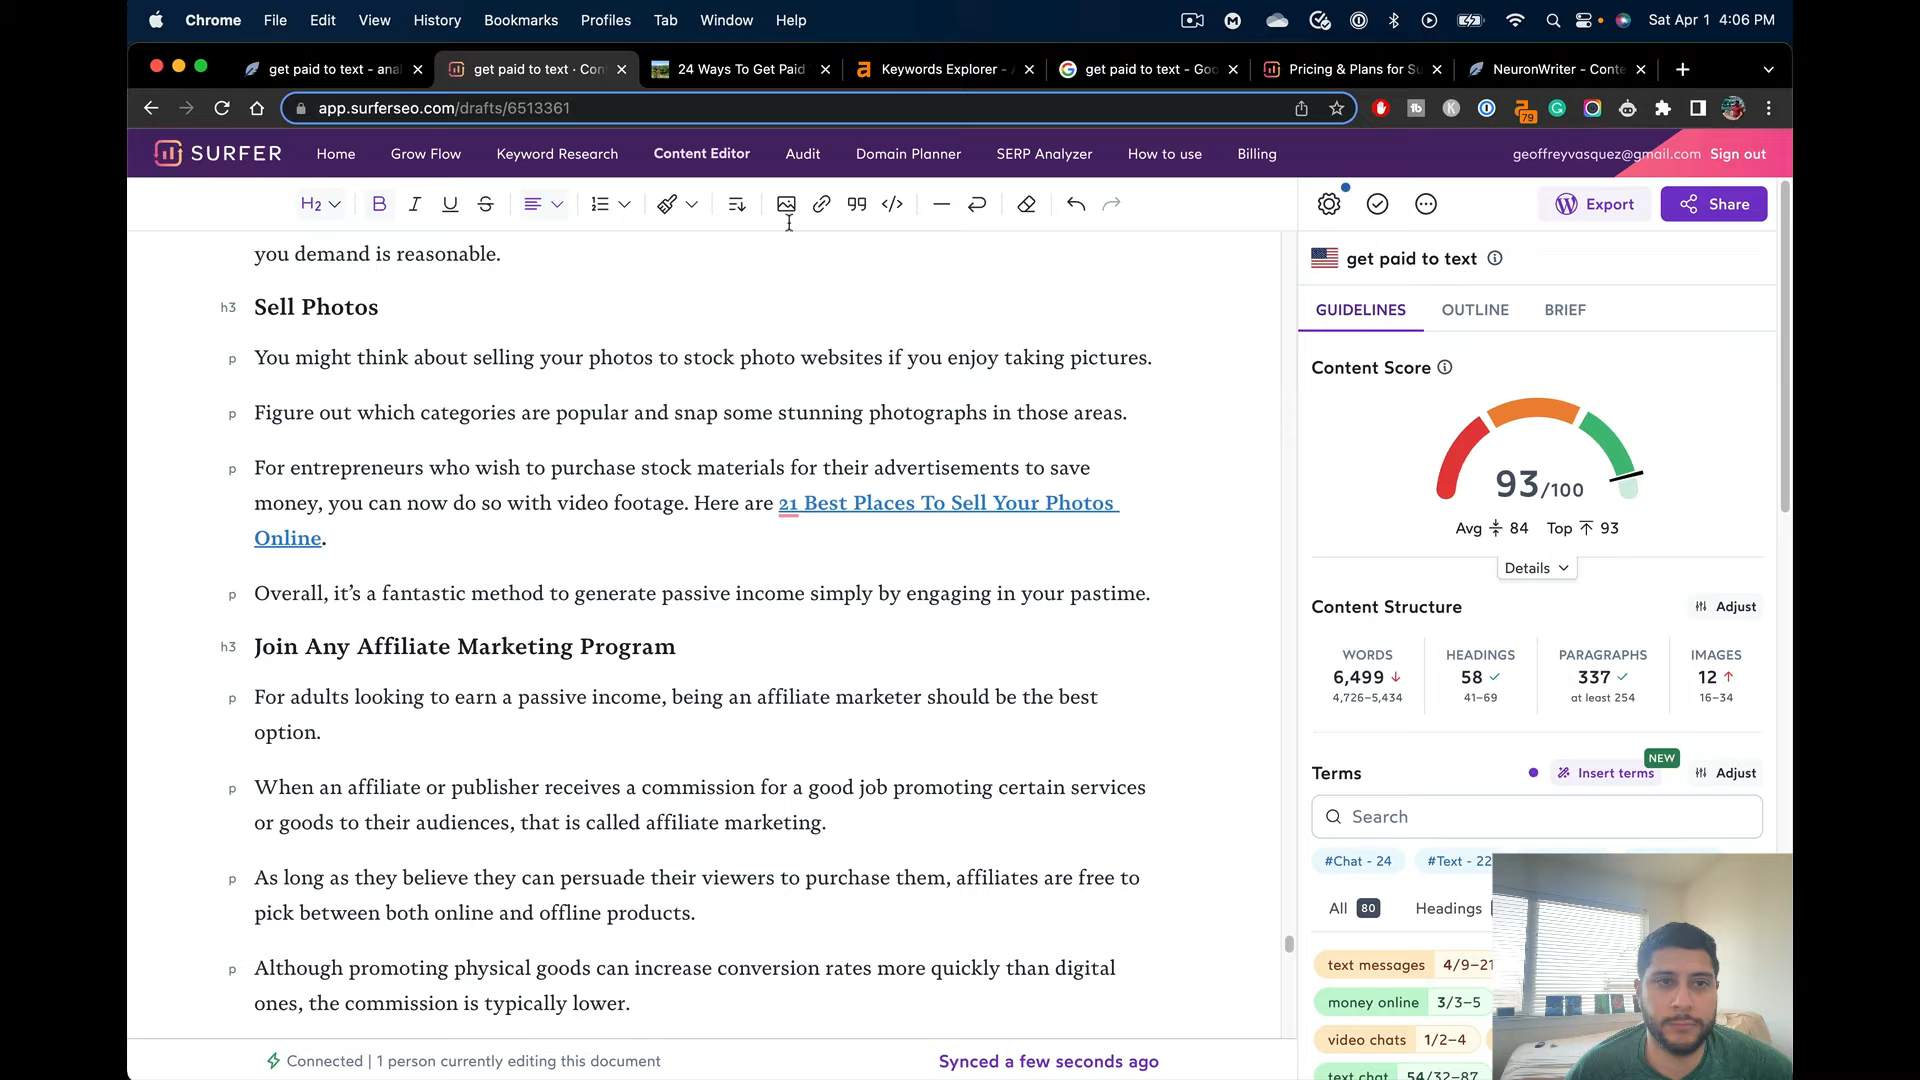 Chrome File Edit View History Bookmarks Profiles Tab Window Help
Sat Apr 1 4:06 PM
get paid to text - anal
get paid to text · Con
24 Ways To Get Paid
Keywords Explorer -
get paid to text - Goo
Pricing & Plans for Su
NeuronWriter - Conte
app.surferseo.com/drafts/6513361
79
SURFER
Home Grow Flow Keyword Research Content Editor Audit Domain Planner SERP Analyzer How to use Billing
geoffreyvasquez@gmail.com Sign out
H2 B
Export
Share
you demand is reasonable.
h3 Sell Photos
p You might think about selling your photos to stock photo websites if you enjoy taking pictures.
p Figure out which categories are popular and snap some stunning photographs in those areas.
p For entrepreneurs who wish to purchase stock materials for their advertisements to save
money, you can now do so with video footage. Here are 21 Best Places To Sell Your Photos
Online.
p Overall, it's a fantastic method to generate passive income simply by engaging in your pastime.
h3 Join Any Affiliate Marketing Program
p For adults looking to earn a passive income, being an affiliate marketer should be the best
option.
p When an affiliate or publisher receives a commission for a good job promoting certain services
or goods to their audiences, that is called affiliate marketing.
p As long as they believe they can persuade their viewers to purchase them, affiliates are free to
pick between both online and offline products.
p Although promoting physical goods can increase conversion rates more quickly than digital
ones, the commission is typically lower.
Connected | 1 person currently editing this document
Synced a few seconds ago
get paid to text
GUIDELINES OUTLINE BRIEF
Content Score
93/100
Avg 84 Top 93
Details
Content Structure
Adjust
WORDS HEADINGS PARAGRAPHS IMAGES
6,499 58 337 12
4,726–5,434 41–69 at least 254 16–34
NEW
Terms
Insert terms
Adjust
Search
#Chat - 24 #Text - 22
All 80 Headings
text messages 4/9–21
money online 3/3–5
video chats 1/2–4
text chat 54/32–87